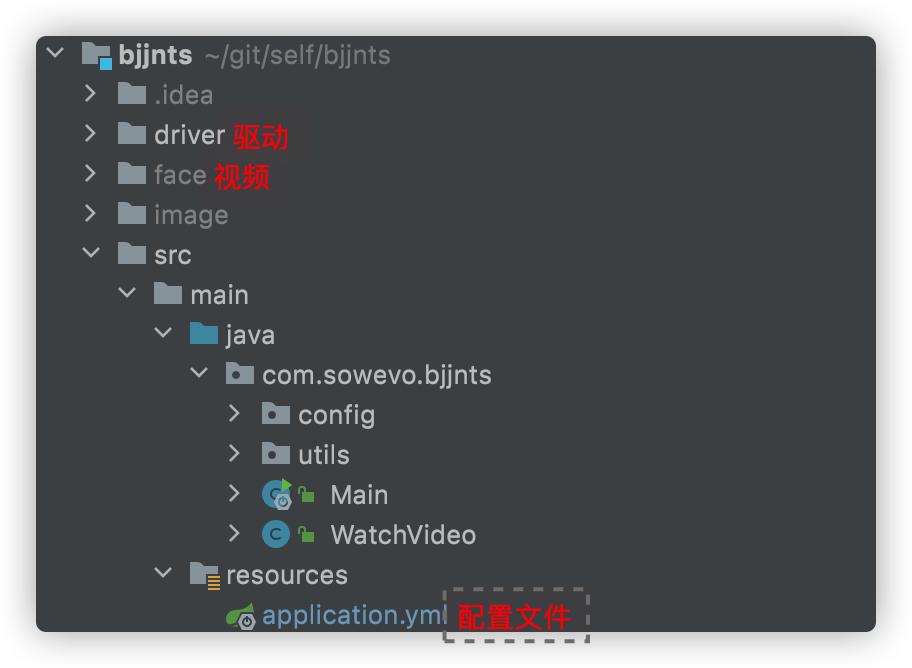 bjjnts ~/git/self/bjjnts
.idea
driver 驱动
face 视频
image
src
main
java
com.sowevo.bjjnts
config
utils
C Main
C WatchVideo
resources
application.yml 配置文件